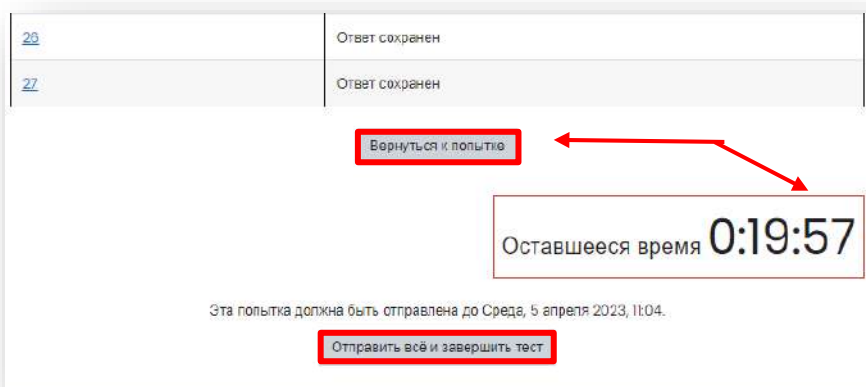 26 Ответ сохранен
27 Ответ сохранен
Вернуться к попытке
Оставшееся время 0:19:57
Эта попытка должна быть отправлена до Среда, 5 апреля 2023, 11:04.
Отправить всё и завершить тест